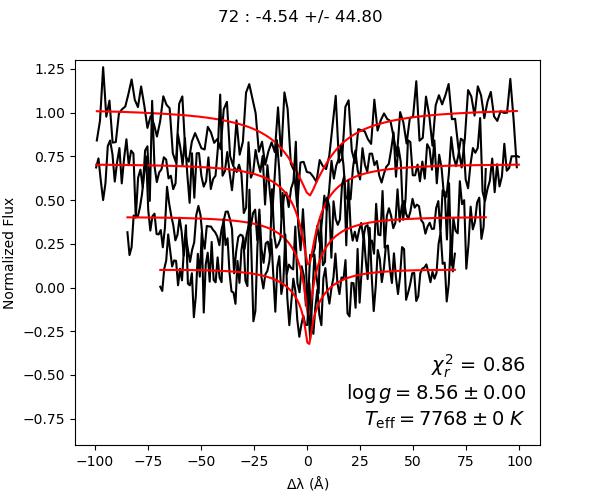 72 : -4.54 +/- 44.80
1.25
1.00
0.75
0.50
0.25
0.00
−0.25
−0.50
−0.75
Normalized Flux
χ²ᵣ = 0.86
log g = 8.56 ± 0.00
Teff = 7768 ± 0 K
−100 −75 −50 −25 0 25 50 75 100
Δλ (Å)